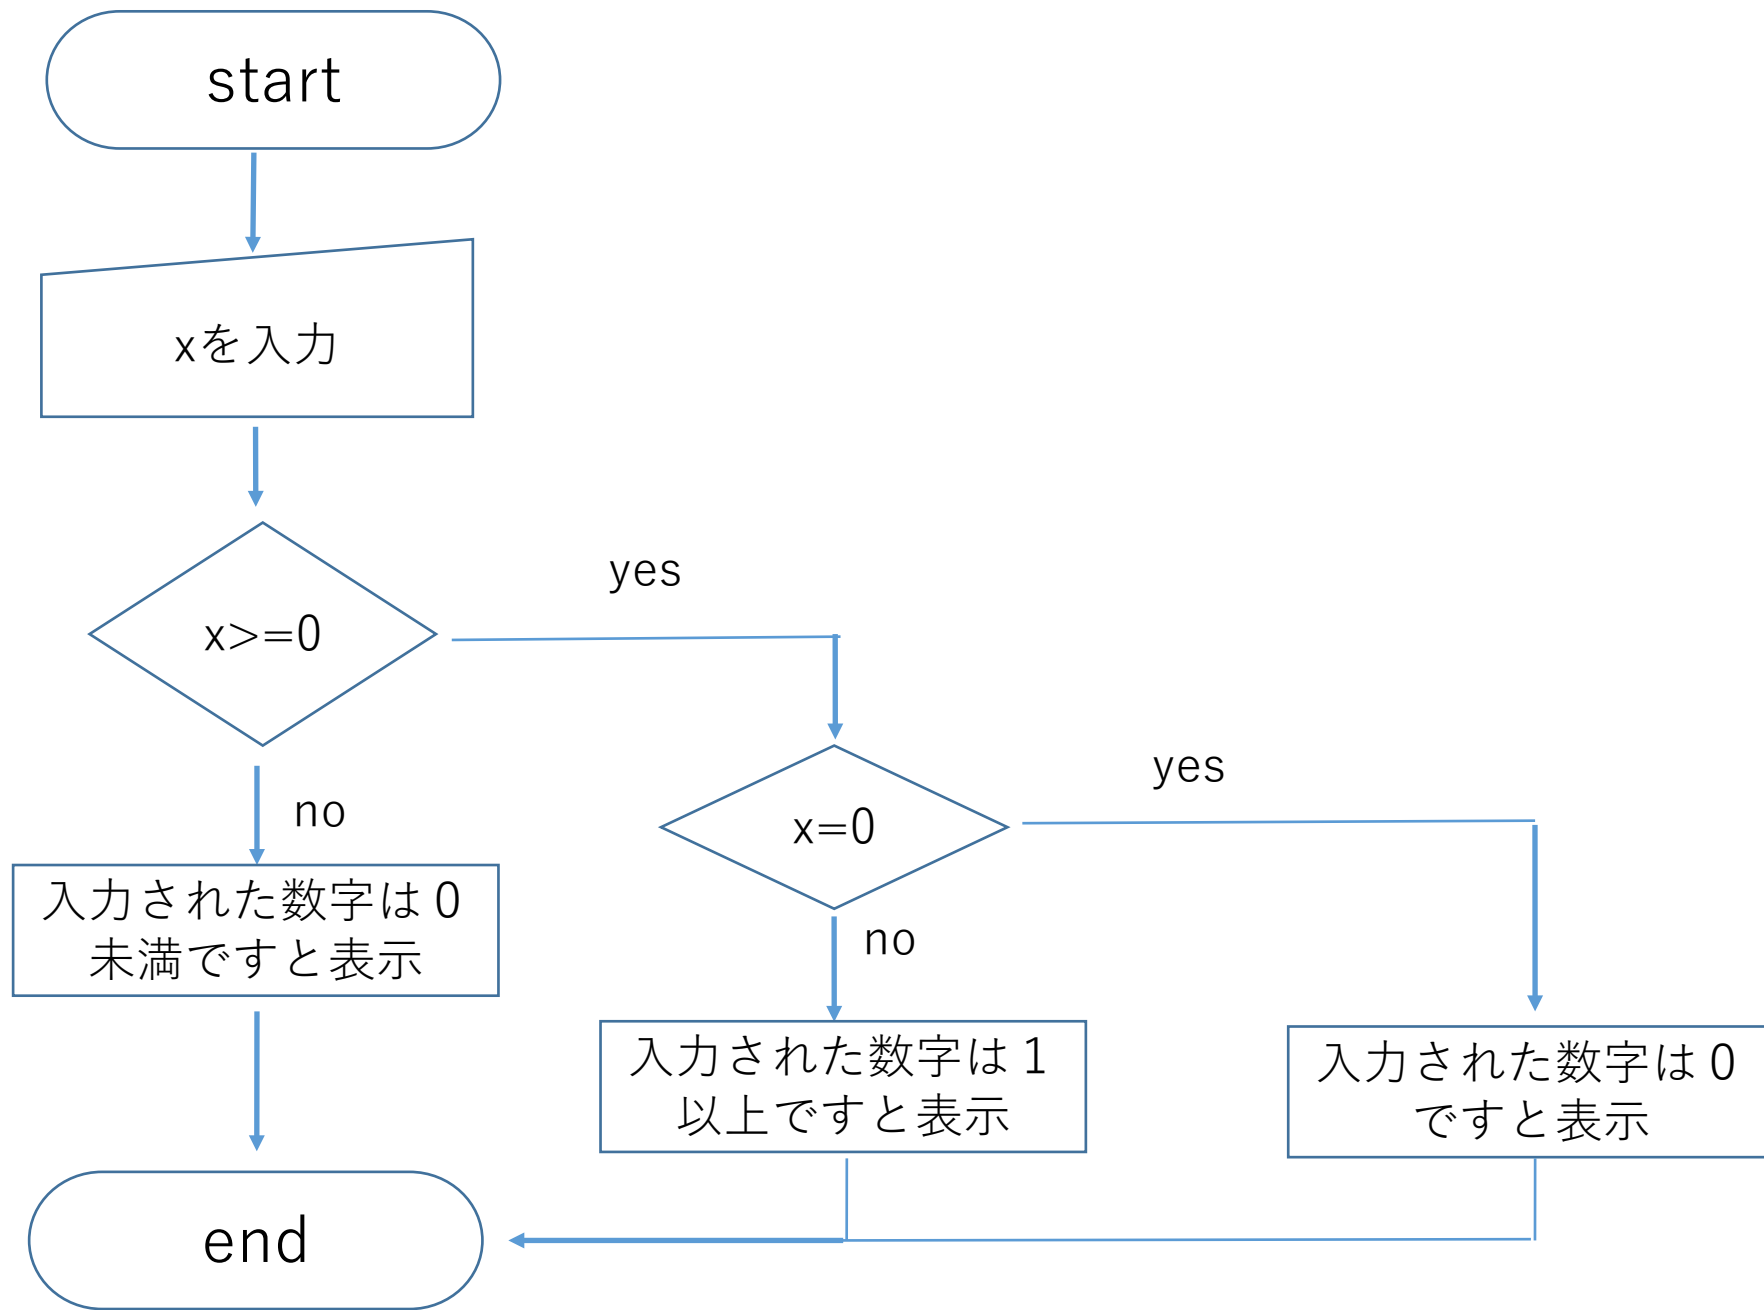 start
xを入力
x>=0
yes
no
入力された数字は0
未満ですと表示
x=0
yes
no
入力された数字は1
以上ですと表示
入力された数字は0
ですと表示
end